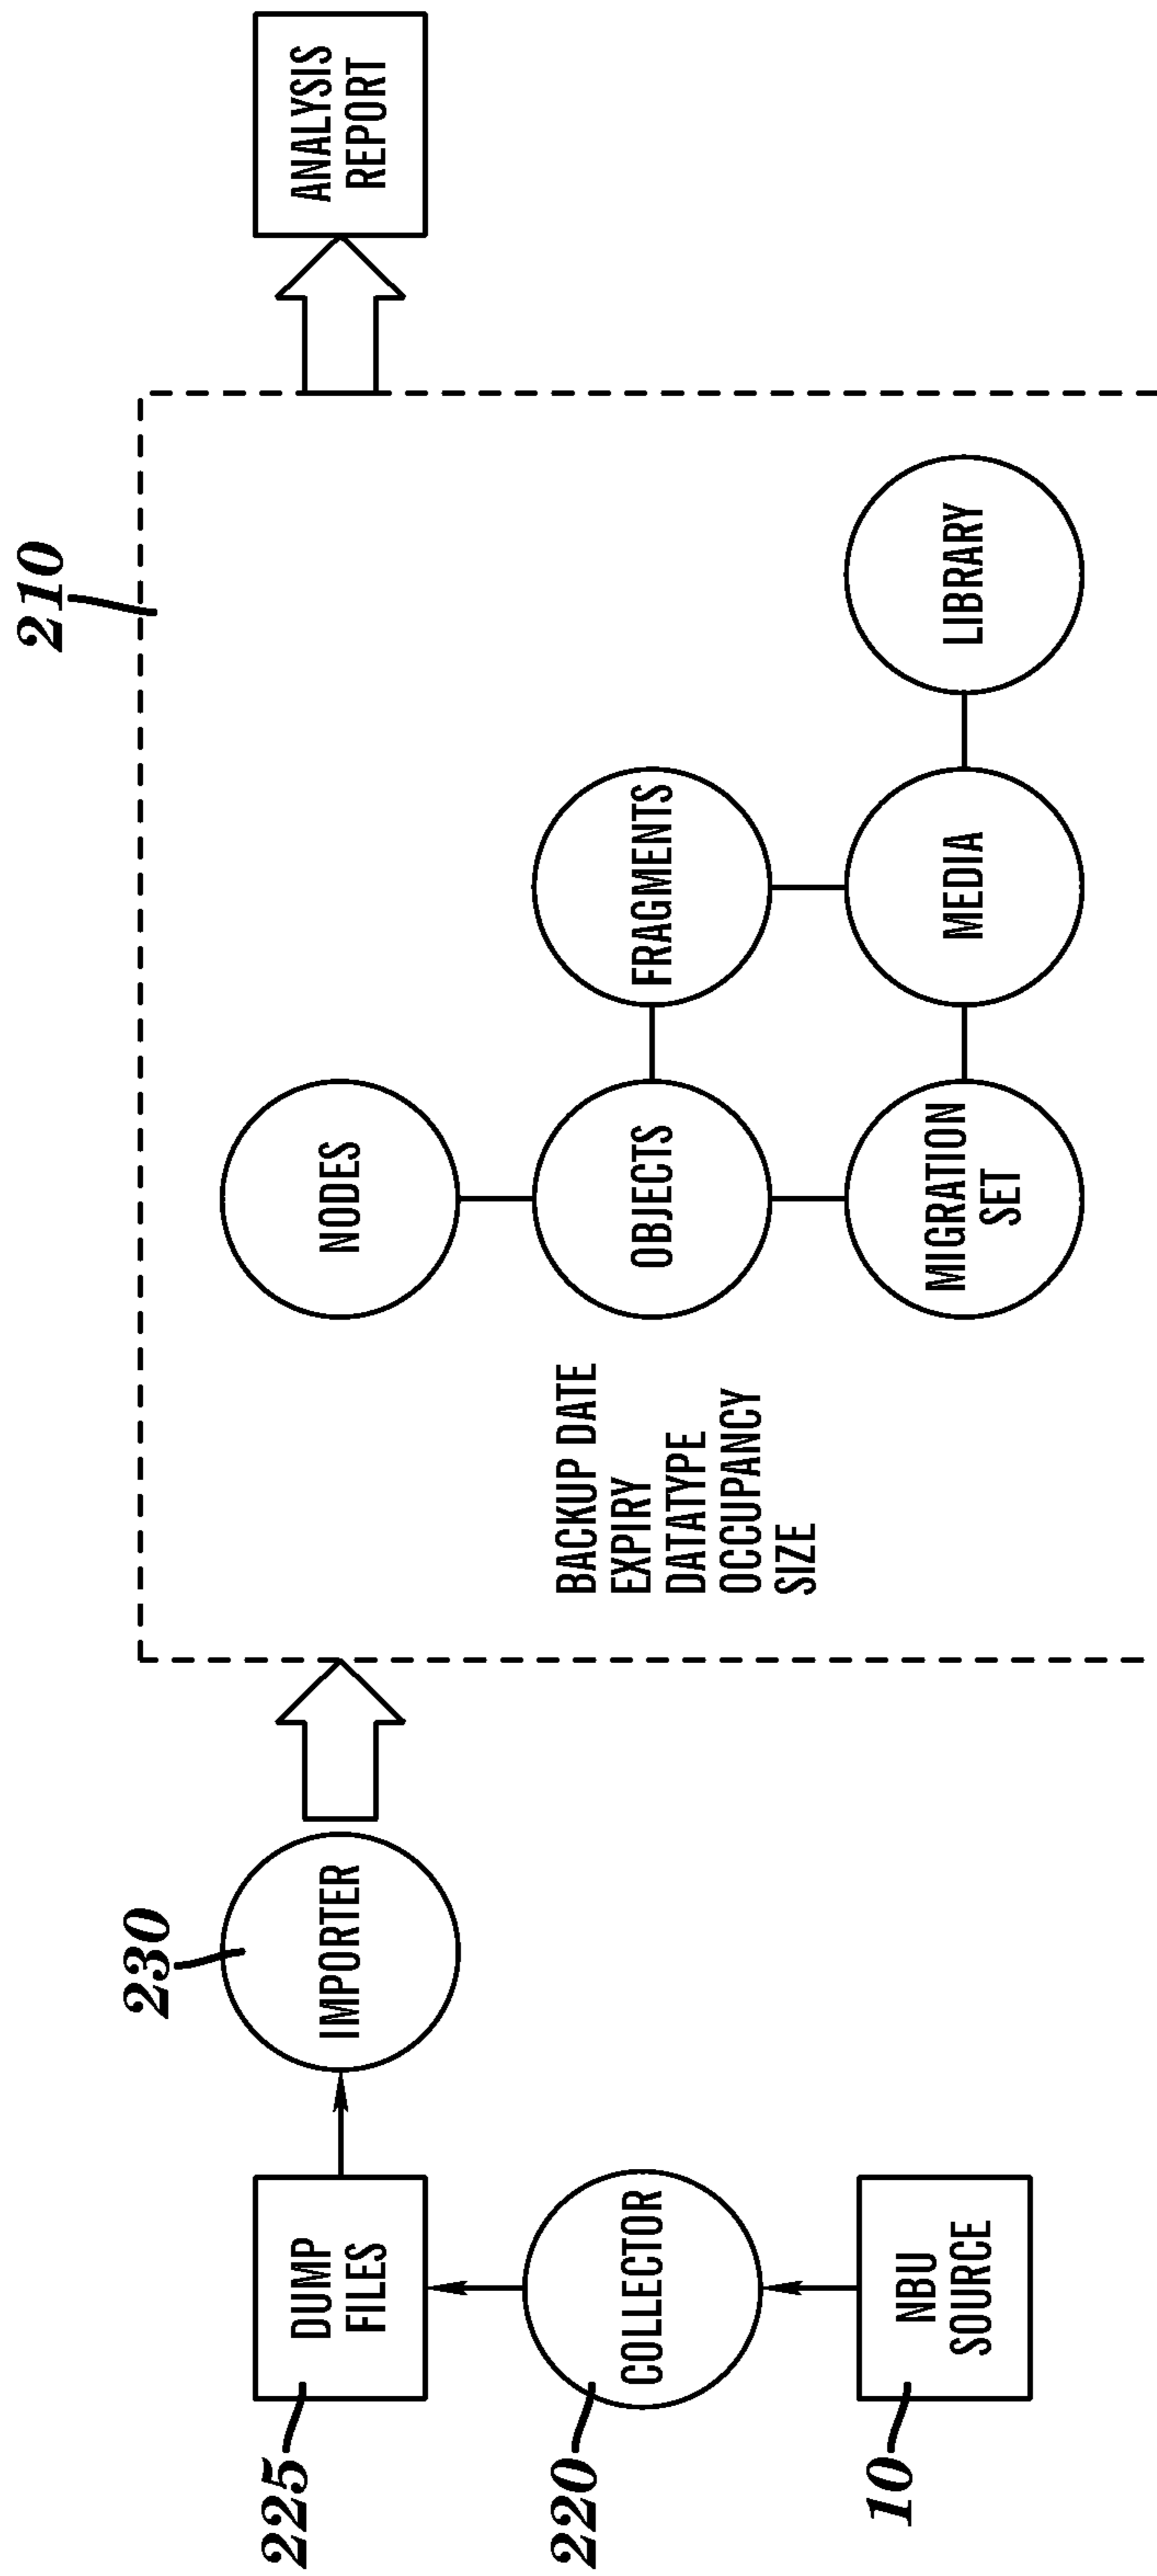 210
230
225
DUMP
FILES
IMPORTER
220
COLLECTOR
10
NBU
SOURCE
BACKUP DATE
EXPIRY
DATATYPE
OCCUPANCY
SIZE
NODES
OBJECTS
FRAGMENTS
MIGRATION
SET
MEDIA
LIBRARY
ANALYSIS
REPORT